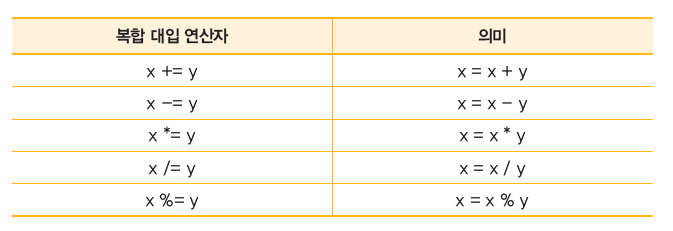 복합 대입 연산자 의미
x += y x = x + y
x −= y x = x − y
x *= y x = x * y
x /= y x = x / y
x %= y x = x % y